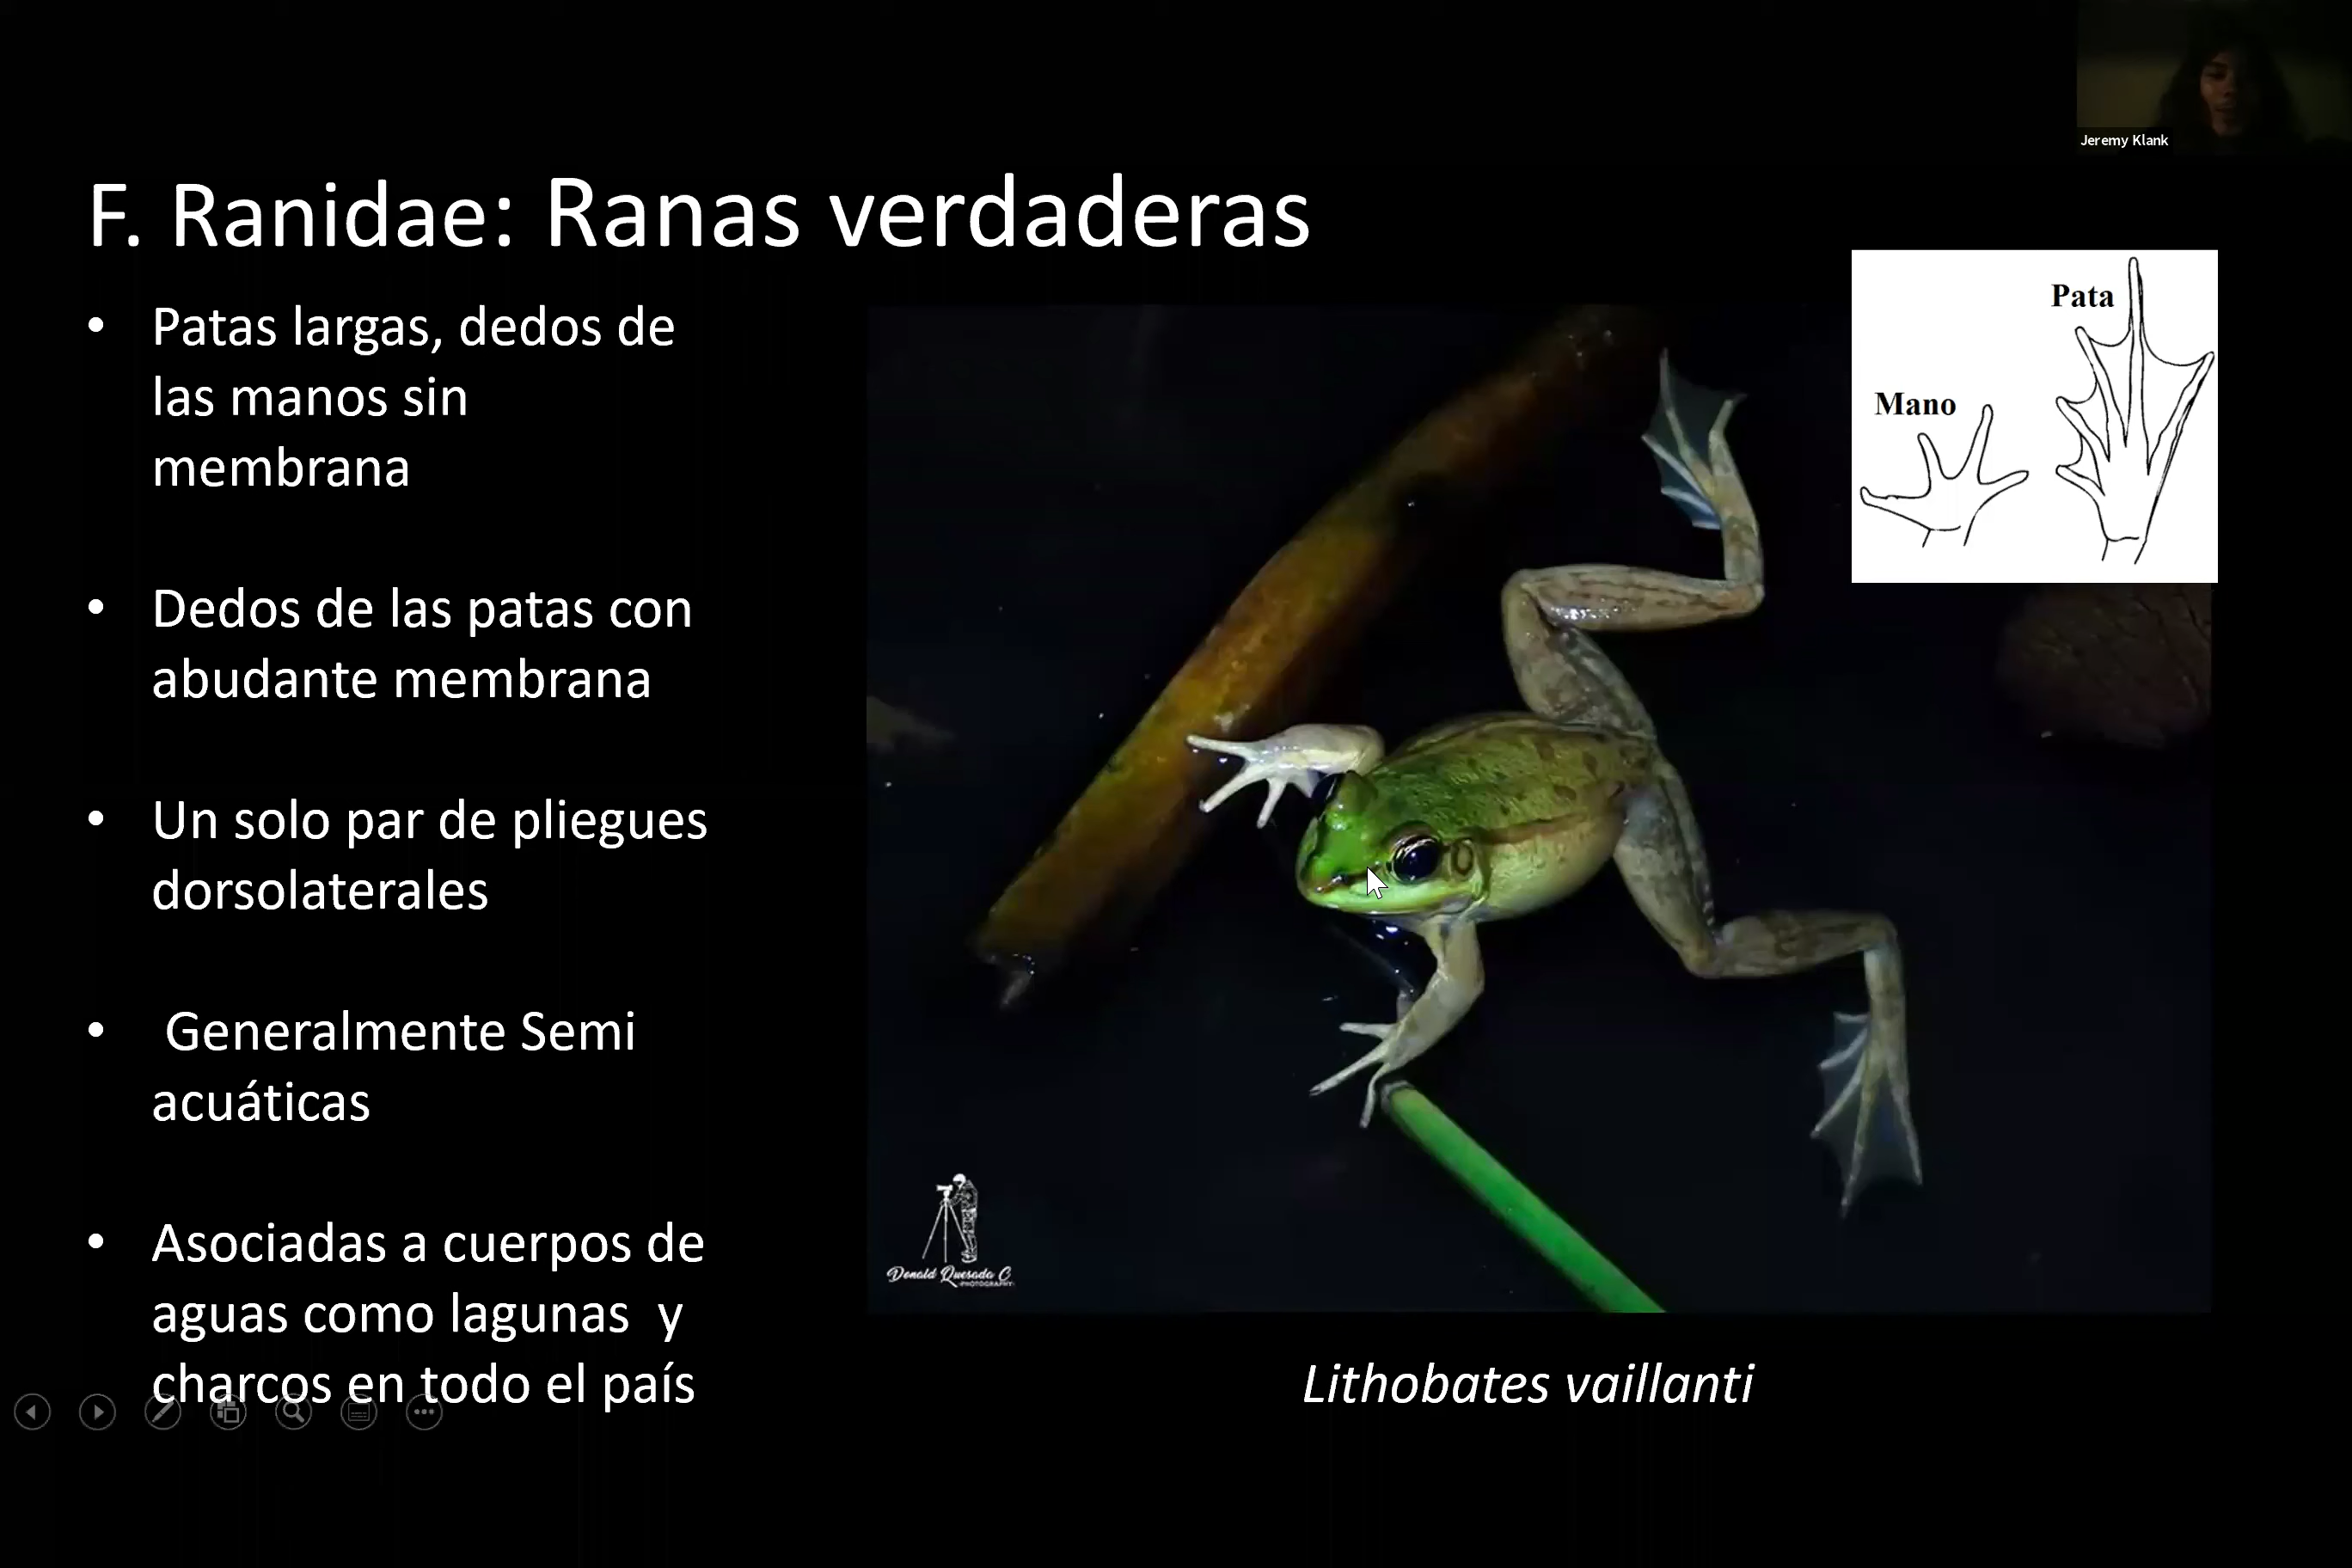 Jeremy Klank
F. Ranidae: Ranas verdaderas
• Patas largas, dedos de
las manos sin
membrana
• Dedos de las patas con
abudante membrana
• Un solo par de pliegues
dorsolaterales
• Generalmente Semi
acuáticas
• Asociadas a cuerpos de
aguas como lagunas y
charcos en todo el país
Pata
Mano
Donald Quesada C
PHOTOGRAPHY
Lithobates vaillanti